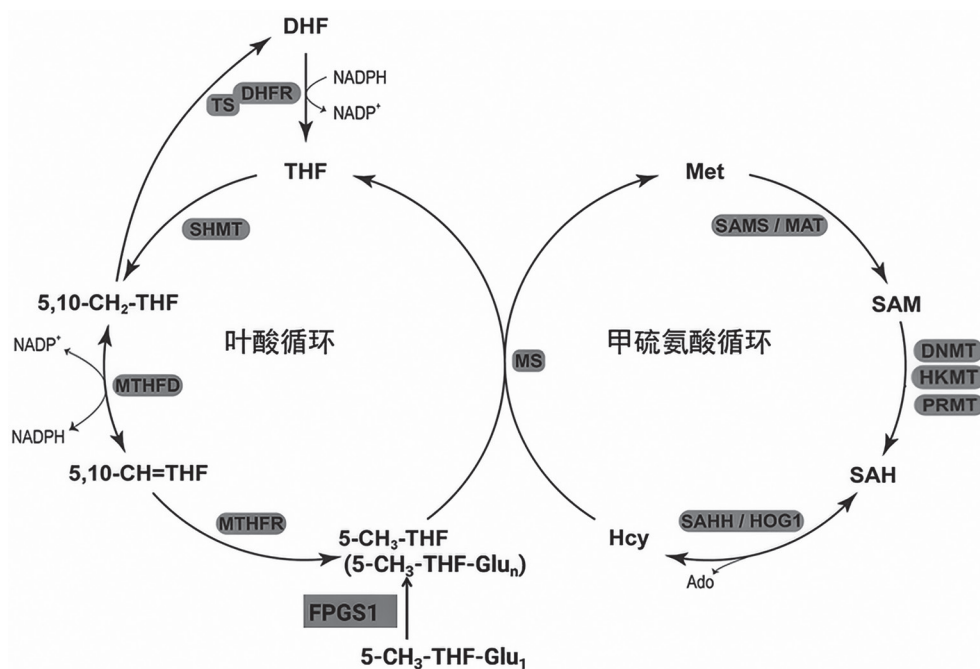 DHF
NADPH
DHFR
TS
NADP⁺
THF
Met
SHMT
SAMS / MAT
5,10-CH₂-THF
SAM
NADP⁺
叶酸循环
甲硫氨酸循环
DNMT
MS
HKMT
MTHFD
PRMT
NADPH
5,10-CH=THF
SAH
MTHFR
SAHH / HOG1
5-CH₃-THF
Hcy
(5-CH₃-THF-Gluₙ)
Ado
FPGS1
5-CH₃-THF-Glu₁